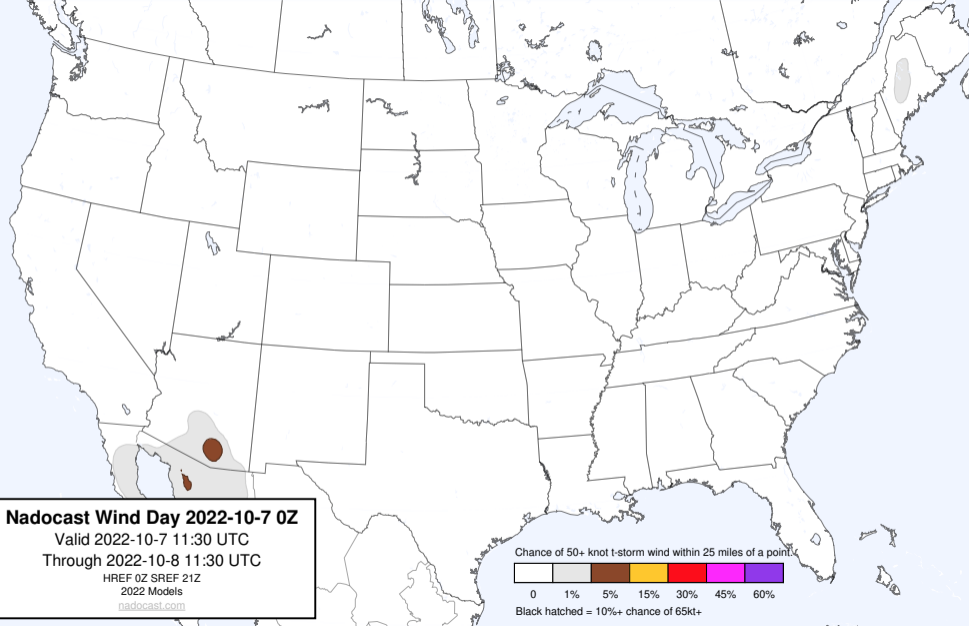 Nadocast Wind Day 2022-10-7 0Z
Valid 2022-10-7 11:30 UTC
Through 2022-10-8 11:30 UTC
HREF 0Z SREF 21Z
2022 Models
nadocast.com
Chance of 50+ knot t-storm wind within 25 miles of a point.
0 1% 5% 15% 30% 45% 60%
Black hatched = 10%+ chance of 65kt+